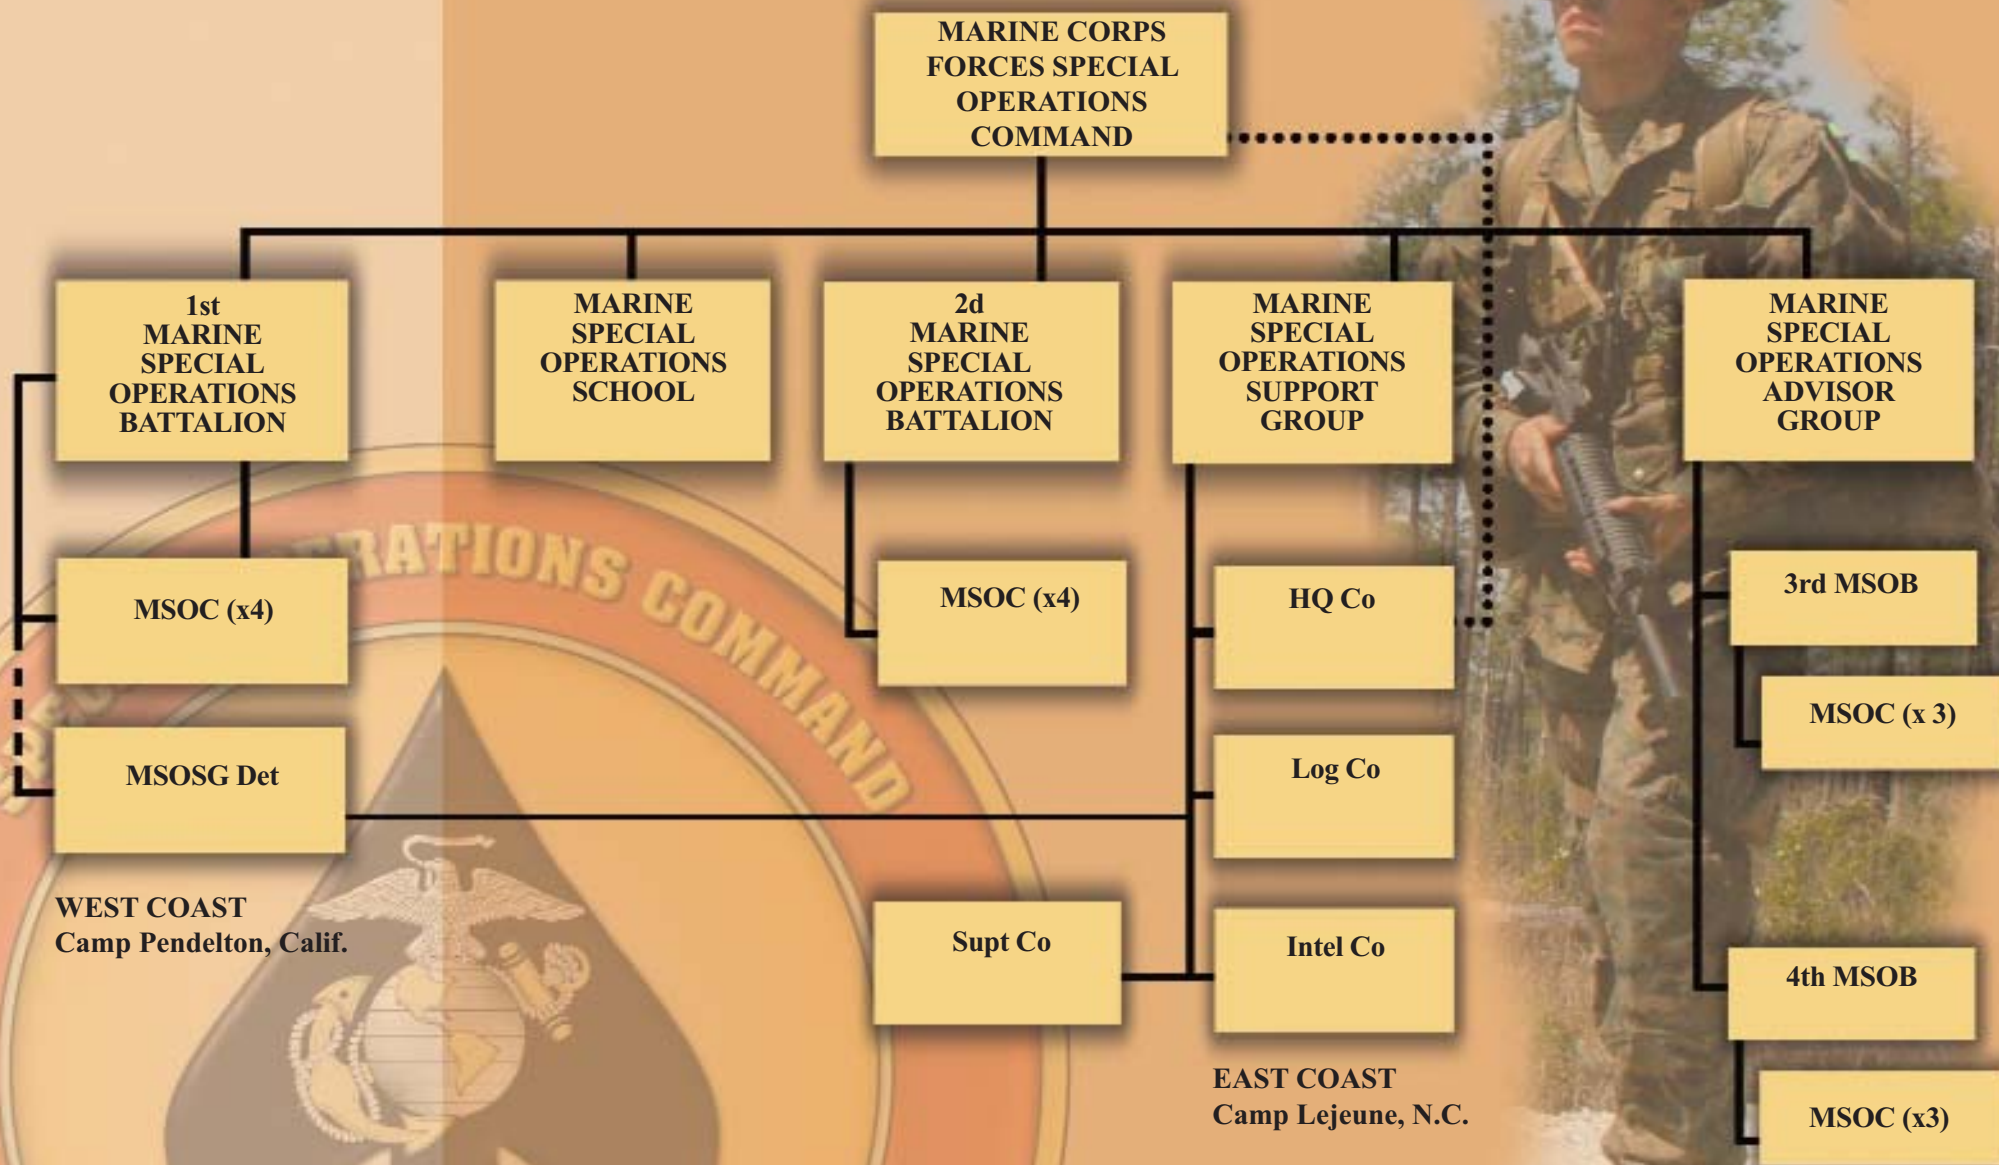 MARINE CORPS
FORCES SPECIAL
OPERATIONS
COMMAND
1st
MARINE
SPECIAL
OPERATIONS
BATTALION
MARINE
SPECIAL
OPERATIONS
SCHOOL
2d
MARINE
SPECIAL
OPERATIONS
BATTALION
MARINE
SPECIAL
OPERATIONS
SUPPORT
GROUP
MARINE
SPECIAL
OPERATIONS
ADVISOR
GROUP
MSOC (x4)
MSOC (x4)
HQ Co
3rd MSOB
MSOC (x 3)
MSOSG Det
Log Co
Supt Co
Intel Co
4th MSOB
MSOC (x3)
WEST COAST
Camp Pendelton, Calif.
EAST COAST
Camp Lejeune, N.C.
OPERATIONS COMMAND